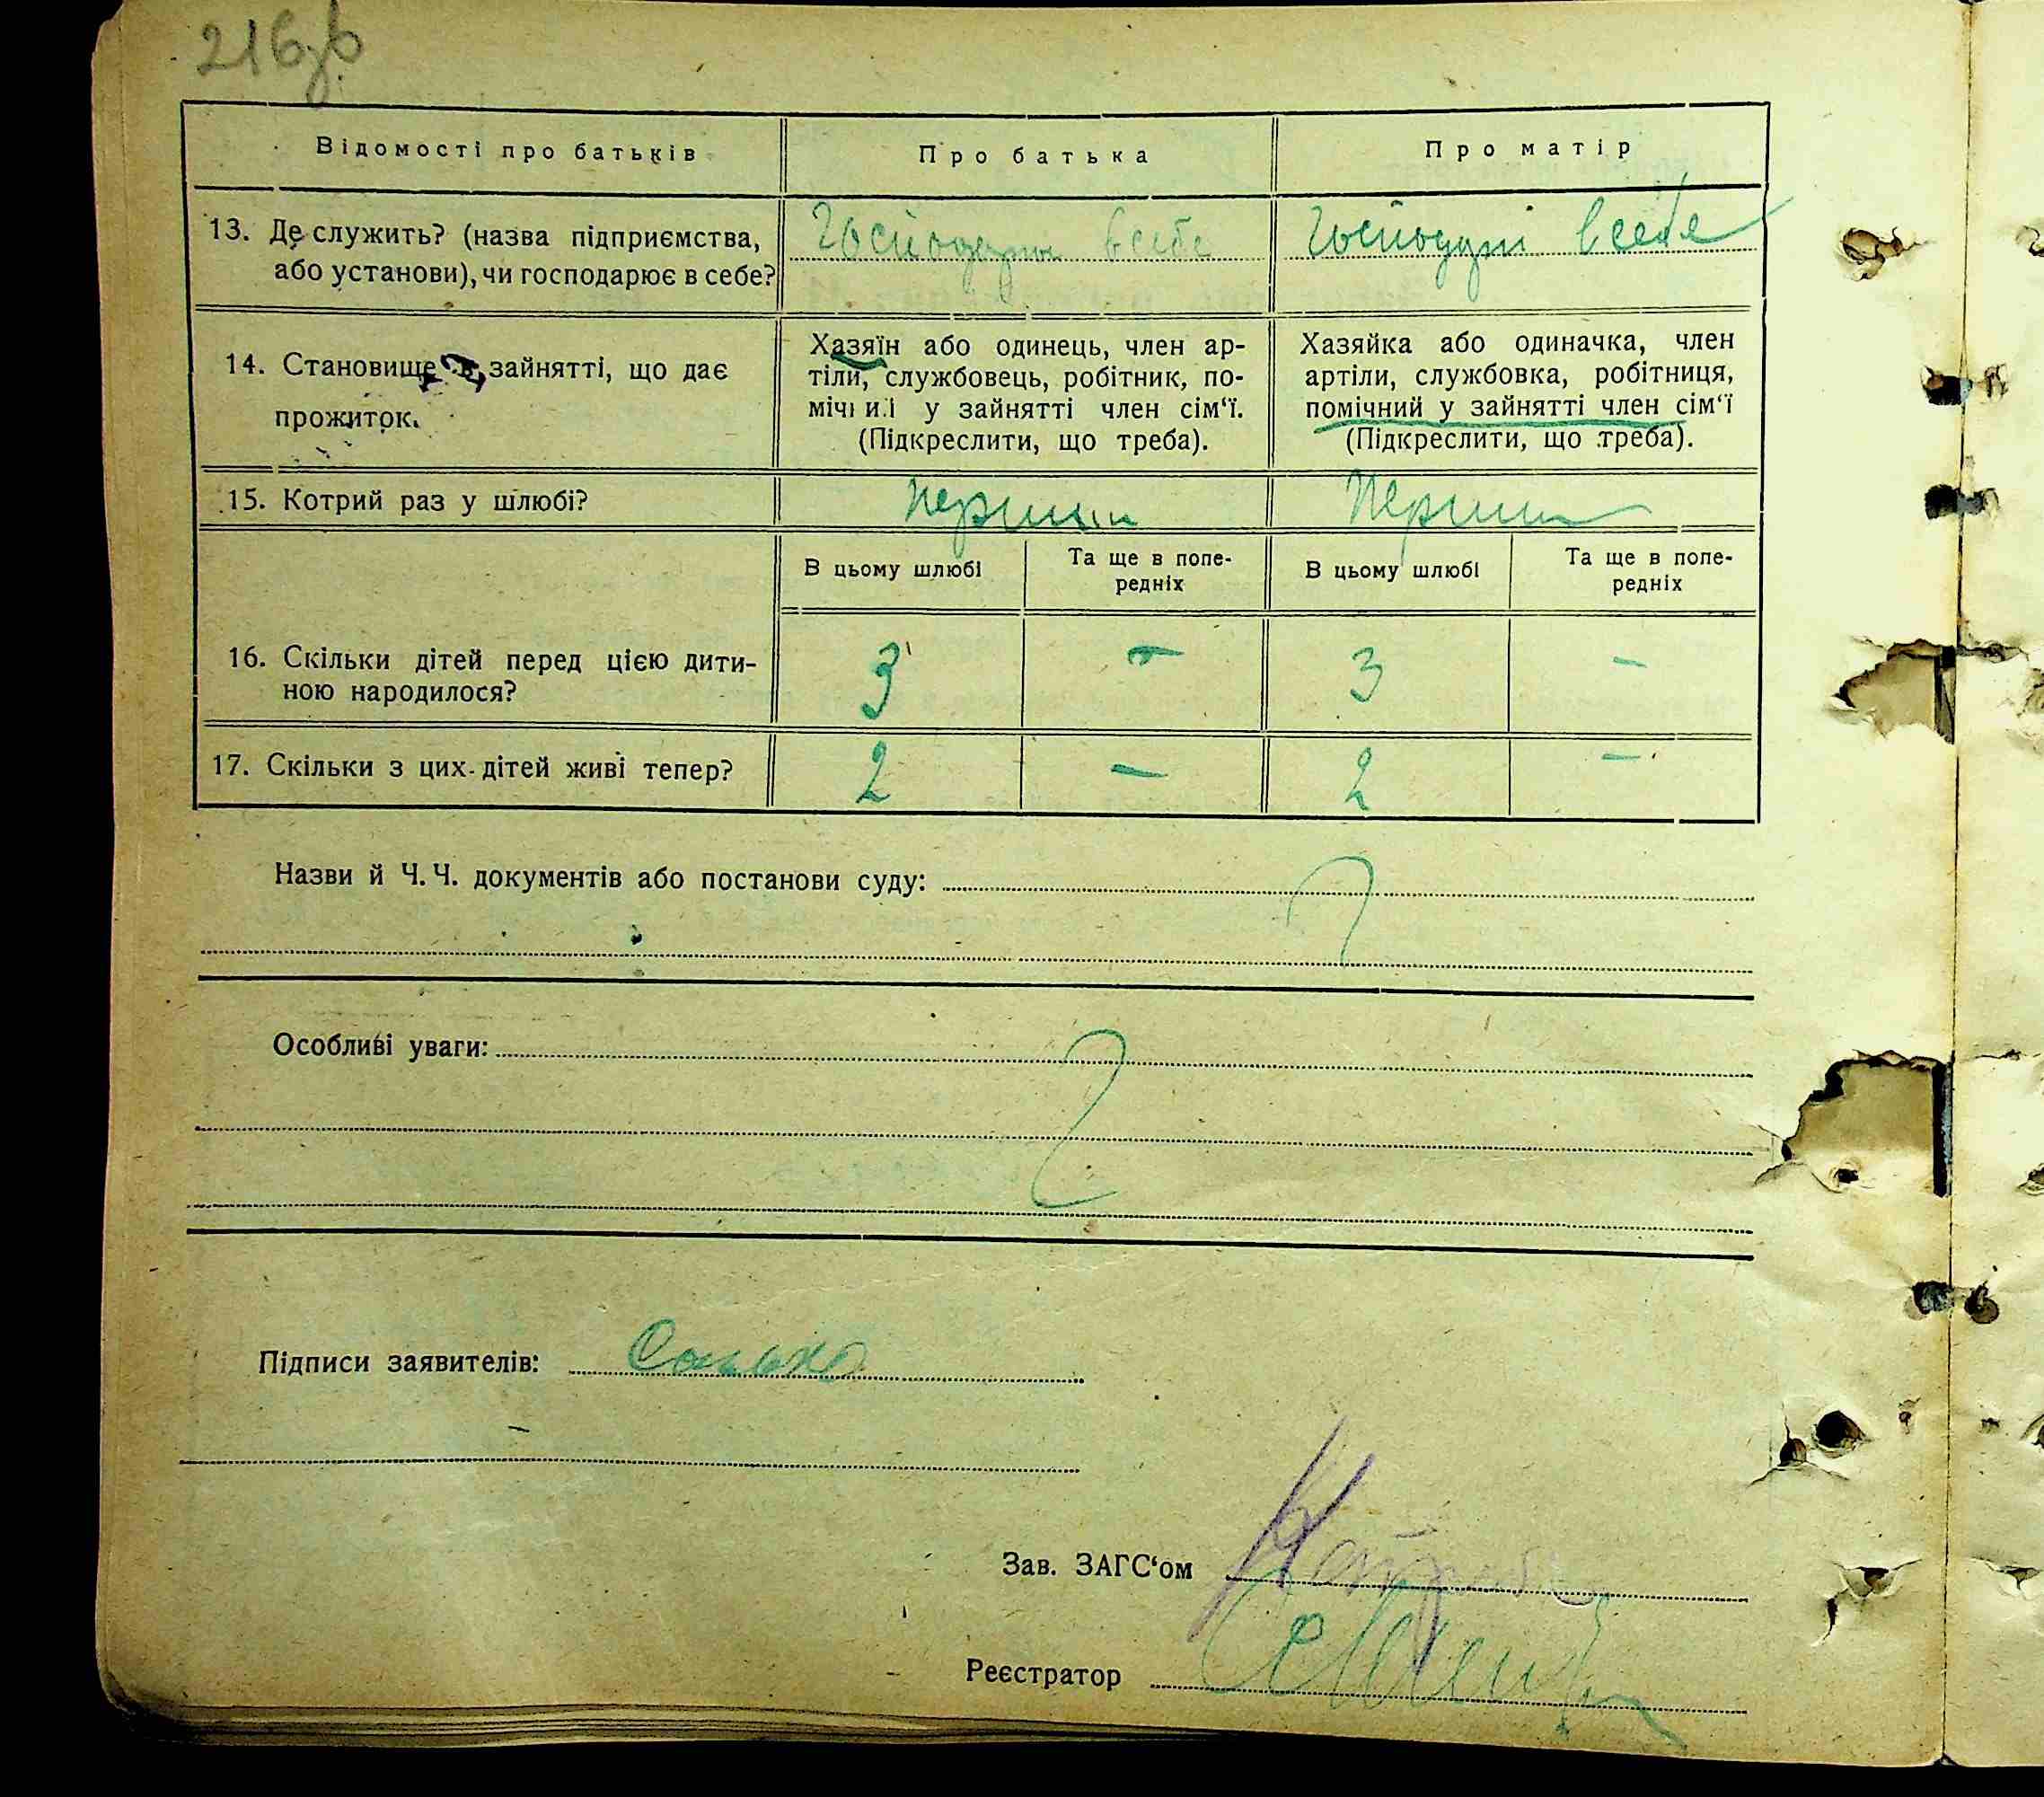 216зв
Відомості про батьків
Про батька
Про матір
13. Де служить? (назва підприємства,
або установи), чи господарює в себе?
Господарює в себе
Господарює в себе
14. Становище в зайнятті, що дає
прожиток.
Хазяїн або одинець, член ар-
тіли, службовець, робітник, по-
мічний у зайнятті член сім‘ї.
(Підкреслити, що треба).
Хазяйка або одиначка, член
артіли, службовка, робітниця,
помічний у зайнятті член сім‘ї
(Підкреслити, що треба).
15. Котрий раз у шлюбі?
Перший
Перший
В цьому шлюбі
Та ще в попе-
редніх
В цьому шлюбі
Та ще в попе-
редніх
16. Скільки дітей перед цією дити-
ною народилося?
3
-
3
-
17. Скільки з цих дітей живі тепер?
2
-
2
-
Назви й Ч. Ч. документів або постанови суду:
Особливі уваги:
Підписи заявителів:
Зав. ЗАГС‘ом
Реєстратор